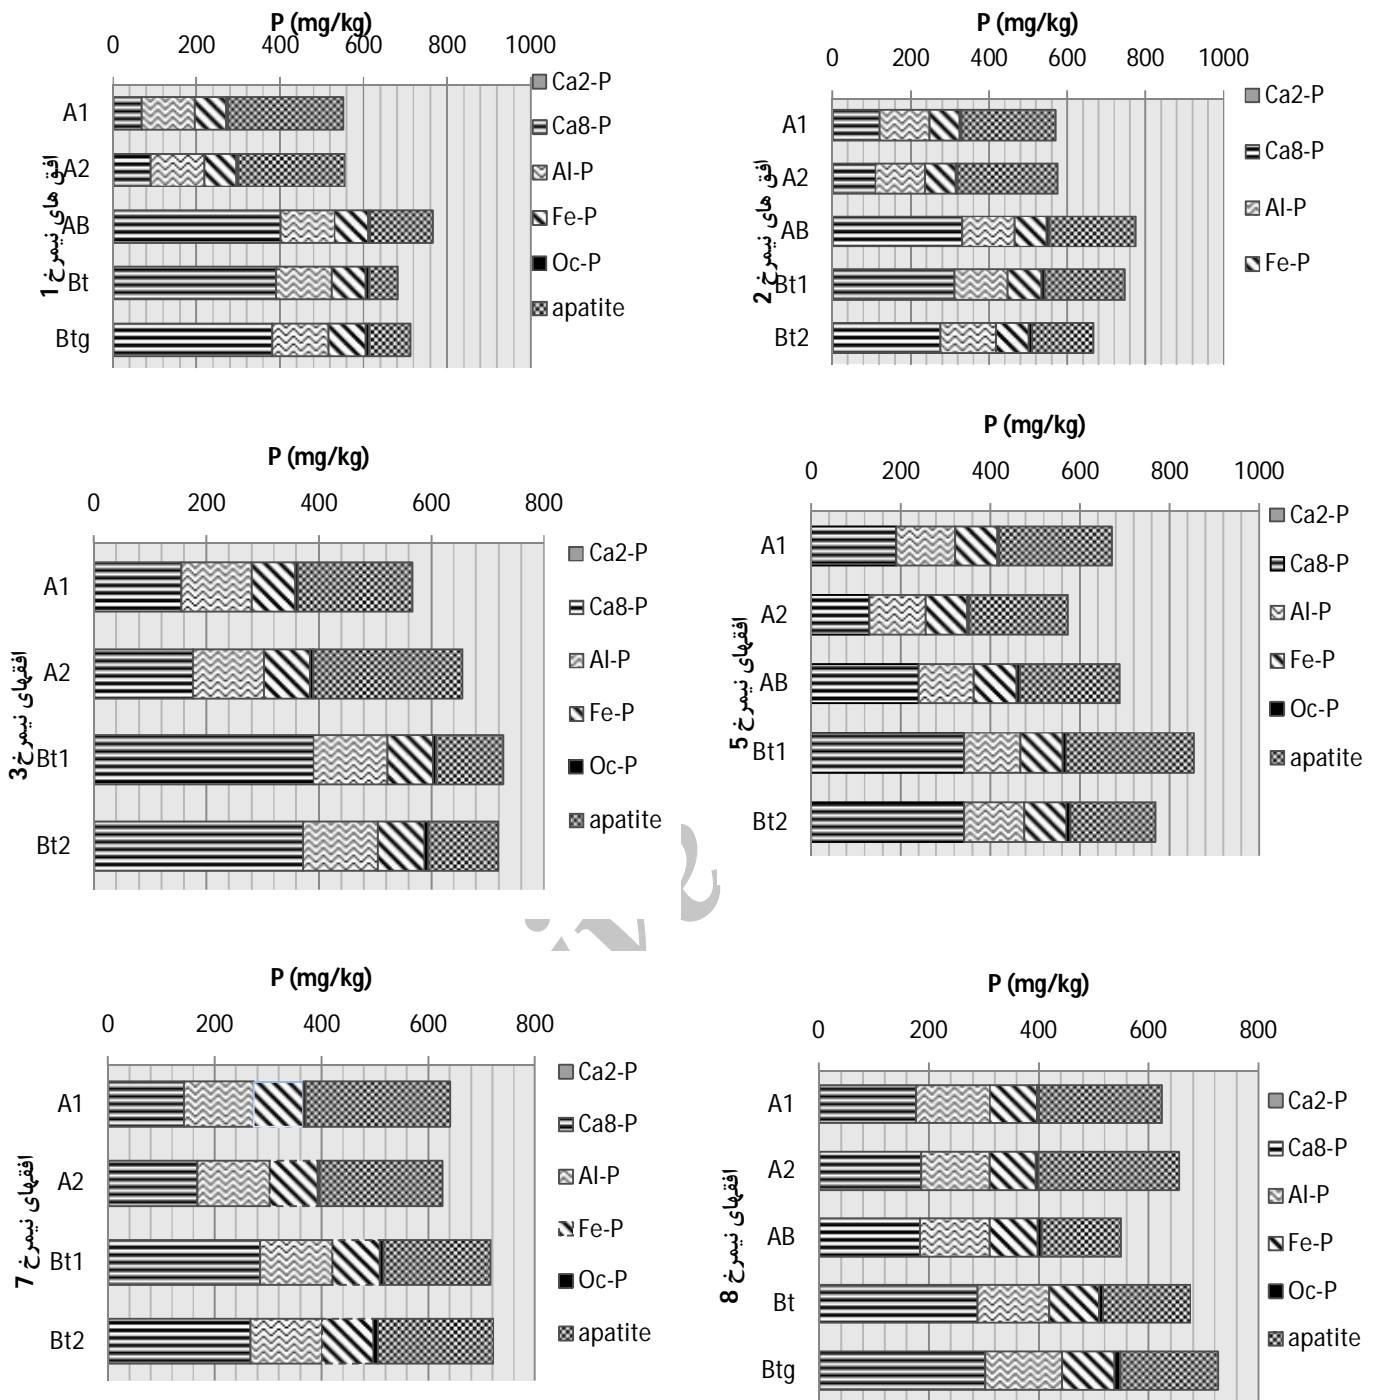 P (mg/kg)
0 200 400 600 800 1000
A1
A2
AB
Bt
Btg
افق های نیمرخ 1
Ca2-P
Ca8-P
Al-P
Fe-P
Oc-P
apatite
P (mg/kg)
0 200 400 600 800 1000
A1
A2
AB
Bt1
Bt2
افق های نیمرخ 2
Ca2-P
Ca8-P
Al-P
Fe-P
P (mg/kg)
0 200 400 600 800
A1
A2
Bt1
Bt2
افقهای نیمرخ3
Ca2-P
Ca8-P
Al-P
Fe-P
Oc-P
apatite
P (mg/kg)
0 200 400 600 800 1000
A1
A2
AB
Bt1
Bt2
افقهای نیمرخ 5
Ca2-P
Ca8-P
Al-P
Fe-P
Oc-P
apatite
P (mg/kg)
0 200 400 600 800
A1
A2
Bt1
Bt2
افقهای نیمرخ 7
Ca2-P
Ca8-P
Al-P
Fe-P
Oc-P
apatite
P (mg/kg)
0 200 400 600 800
A1
A2
AB
Bt
Btg
افقهای نیمرخ 8
Ca2-P
Ca8-P
Al-P
Fe-P
Oc-P
apatite